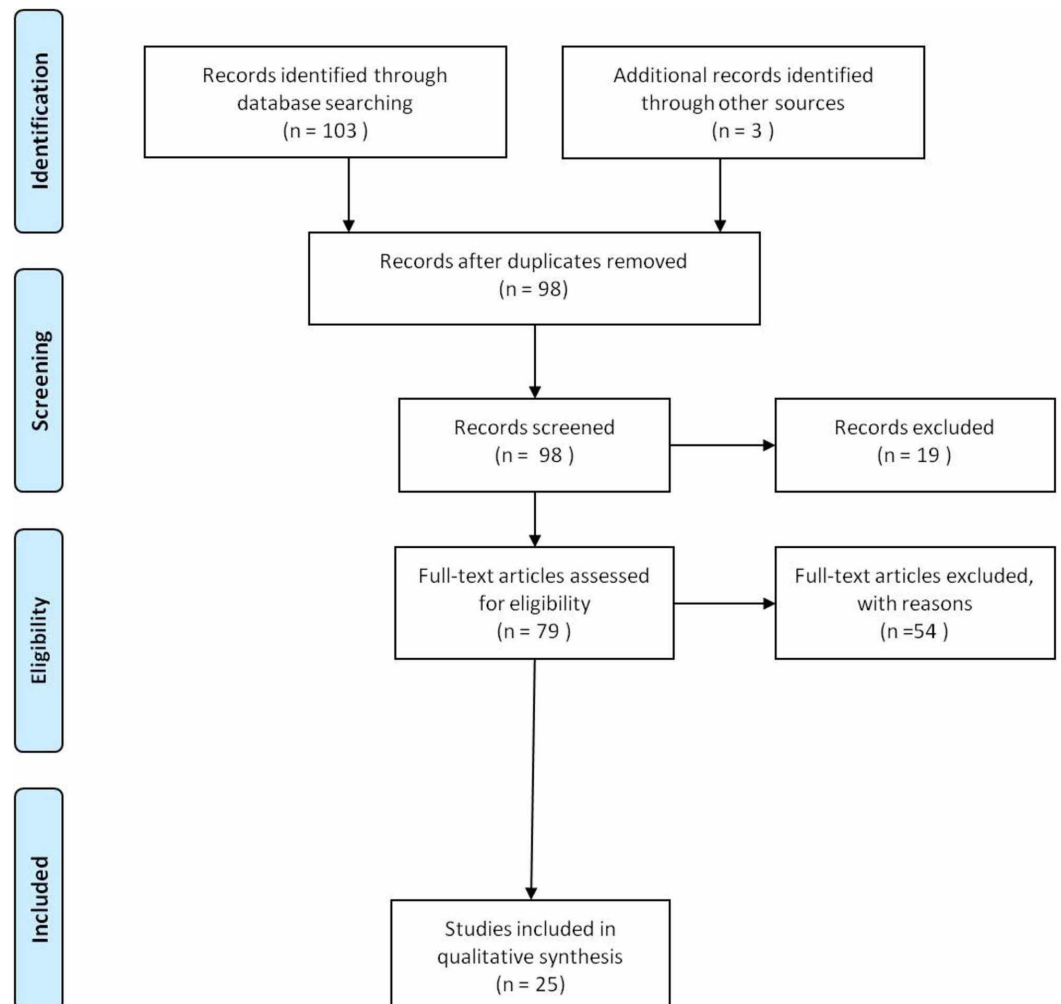 Identification
Records identified through
database searching
(n = 103 )
Additional records identified
through other sources
(n = 3 )
Records after duplicates removed
(n = 98)
Screening
Records screened
(n = 98 )
Records excluded
(n = 19 )
Eligibility
Full-text articles assessed
for eligibility
(n = 79 )
Full-text articles excluded,
with reasons
(n =54 )
Included
Studies included in
qualitative synthesis
(n = 25)